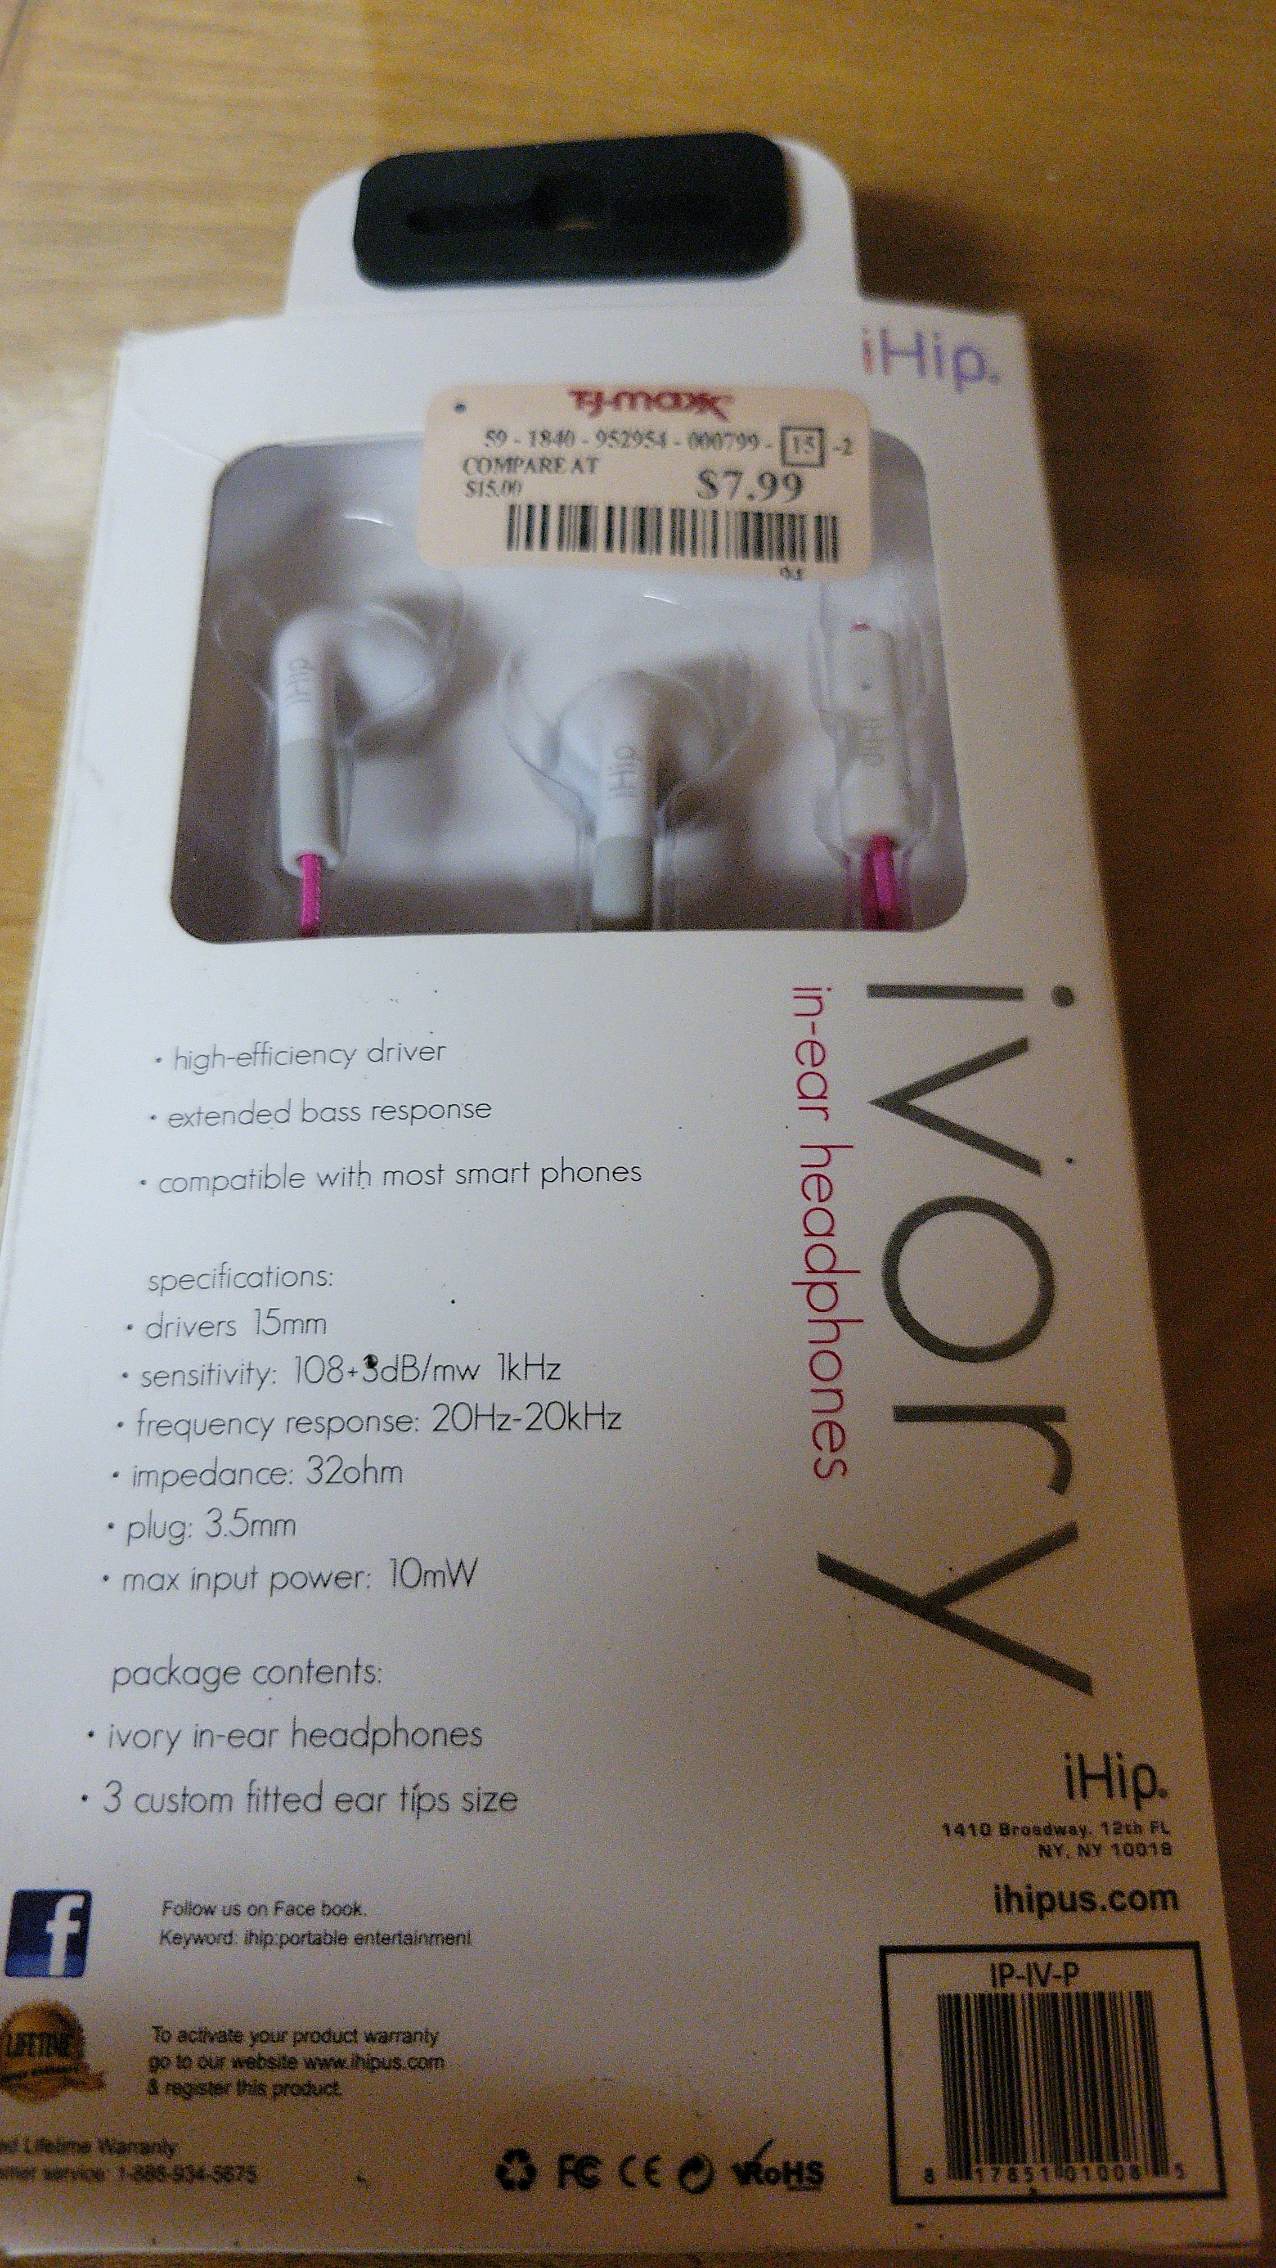 iHip.
T•J•maxx
59 - 1840 - 952954 - 000799 - 15 -2
COMPARE AT
$15.00
$7.99
iHip
iHip
iHip
ivory
in-ear headphones
• high-efficiency driver
• extended bass response
• compatible with most smart phones
specifications:
• drivers 15mm
• sensitivity: 108+3dB/mw 1kHz
• frequency response: 20Hz-20kHz
• impedance: 32ohm
• plug: 3.5mm
• max input power: 10mW
package contents:
• ivory in-ear headphones
• 3 custom fitted ear tips size
iHip.
1410 Broadway, 12th FL
NY, NY 10018
ihipus.com
f
Follow us on Face book.
Keyword: ihip:portable entertainment
LIFETIME
To activate your product warranty
go to our website www.ihipus.com
& register this product.
Lifetime Warranty
service: 1-888-934-5675
FC CE RoHS
IP-IV-P
8 17851 01008 5